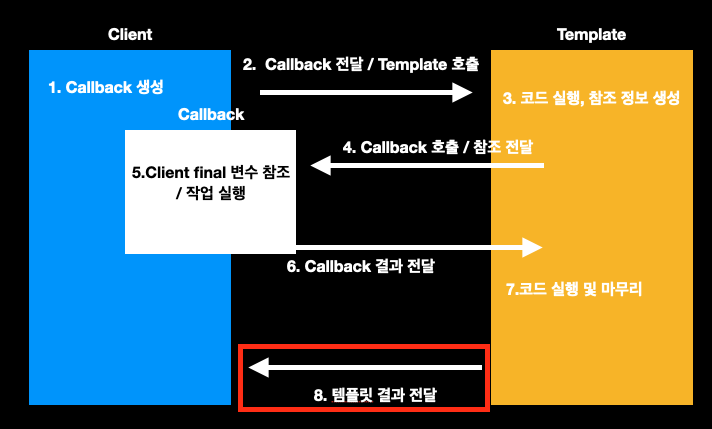 Client
Template
1. Callback 생성
2. Callback 전달 / Template 호출
3. 코드 실행, 참조 정보 생성
Callback
4. Callback 호출 / 참조 전달
5.Client final 변수 참조
/ 작업 실행
6. Callback 결과 전달
7.코드 실행 및 마무리
8. 템플릿 결과 전달